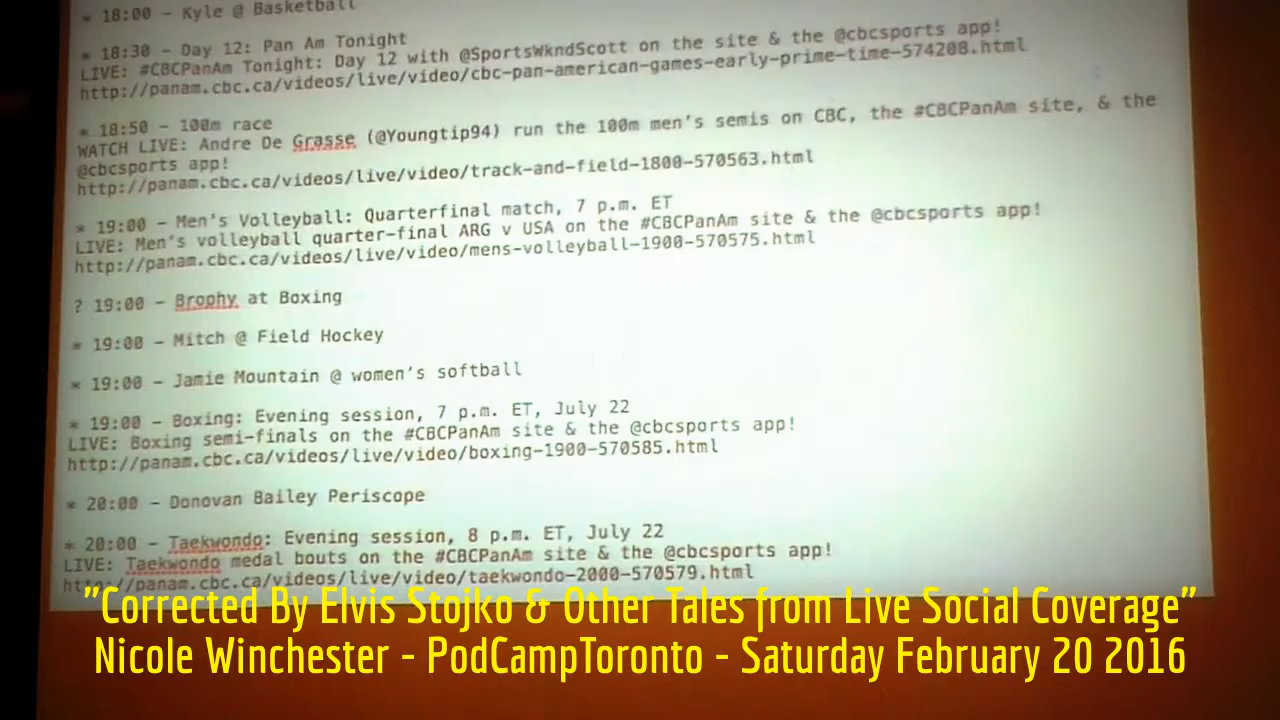 * 18:00 - Kyle @ Basketball
* 18:30 - Day 12: Pan Am Tonight
LIVE: #CBCPanAm Tonight: Day 12 with @SportsWkndScott on the site & the @cbcsports app!
http://panam.cbc.ca/videos/live/video/cbc-pan-american-games-early-prime-time-574208.html
* 18:50 - 100m race
WATCH LIVE: Andre De Grasse (@Youngtip94) run the 100m men's semis on CBC, the #CBCPanAm site, & the
@cbcsports app!
http://panam.cbc.ca/videos/live/video/track-and-field-1800-570563.html
* 19:00 - Men's Volleyball: Quarterfinal match, 7 p.m. ET
LIVE: Men's volleyball quarter-final ARG v USA on the #CBCPanAm site & the @cbcsports app!
http://panam.cbc.ca/videos/live/video/mens-volleyball-1900-570575.html
? 19:00 - Brophy at Boxing
* 19:00 - Mitch @ Field Hockey
* 19:00 - Jamie Mountain @ women's softball
* 19:00 - Boxing: Evening session, 7 p.m. ET, July 22
LIVE: Boxing semi-finals on the #CBCPanAm site & the @cbcsports app!
http://panam.cbc.ca/videos/live/video/boxing-1900-570585.html
* 20:00 - Donovan Bailey Periscope
* 20:00 - Taekwondo: Evening session, 8 p.m. ET, July 22
LIVE: Taekwondo medal bouts on the #CBCPanAm site & the @cbcsports app!
http://panam.cbc.ca/videos/live/video/taekwondo-2000-570579.html
"Corrected By Elvis Stojko & Other Tales from Live Social Coverage"
Nicole Winchester - PodCampToronto - Saturday February 20 2016